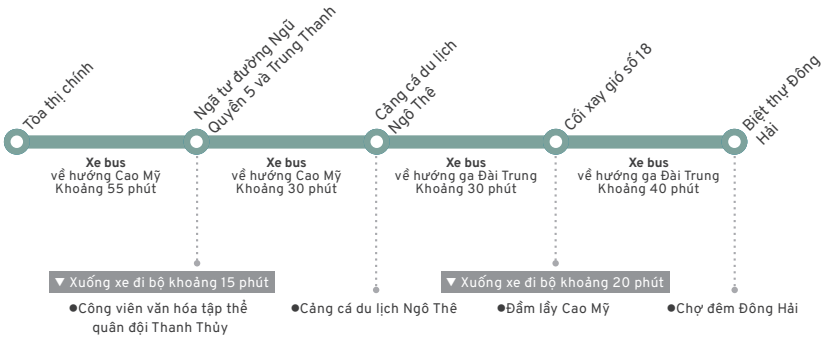 Tòa thị chính
Ngã tư đường Ngũ
Quyền 5 và Trung Thanh
Cảng cá du lịch
Ngô Thê
Cối xay gió số 18
Biệt thự Đông
Hải
Xe bus
về hướng Cao Mỹ
Khoảng 55 phút
Xe bus
về hướng Cao Mỹ
Khoảng 30 phút
Xe bus
về hướng ga Đài Trung
Khoảng 30 phút
Xe bus
về hướng ga Đài Trung
Khoảng 40 phút
▼ Xuống xe đi bộ khoảng 15 phút
▼ Xuống xe đi bộ khoảng 20 phút
●Công viên văn hóa tập thể
quân đội Thanh Thủy
●Cảng cá du lịch Ngô Thê
●Đầm lầy Cao Mỹ
●Chợ đêm Đông Hải